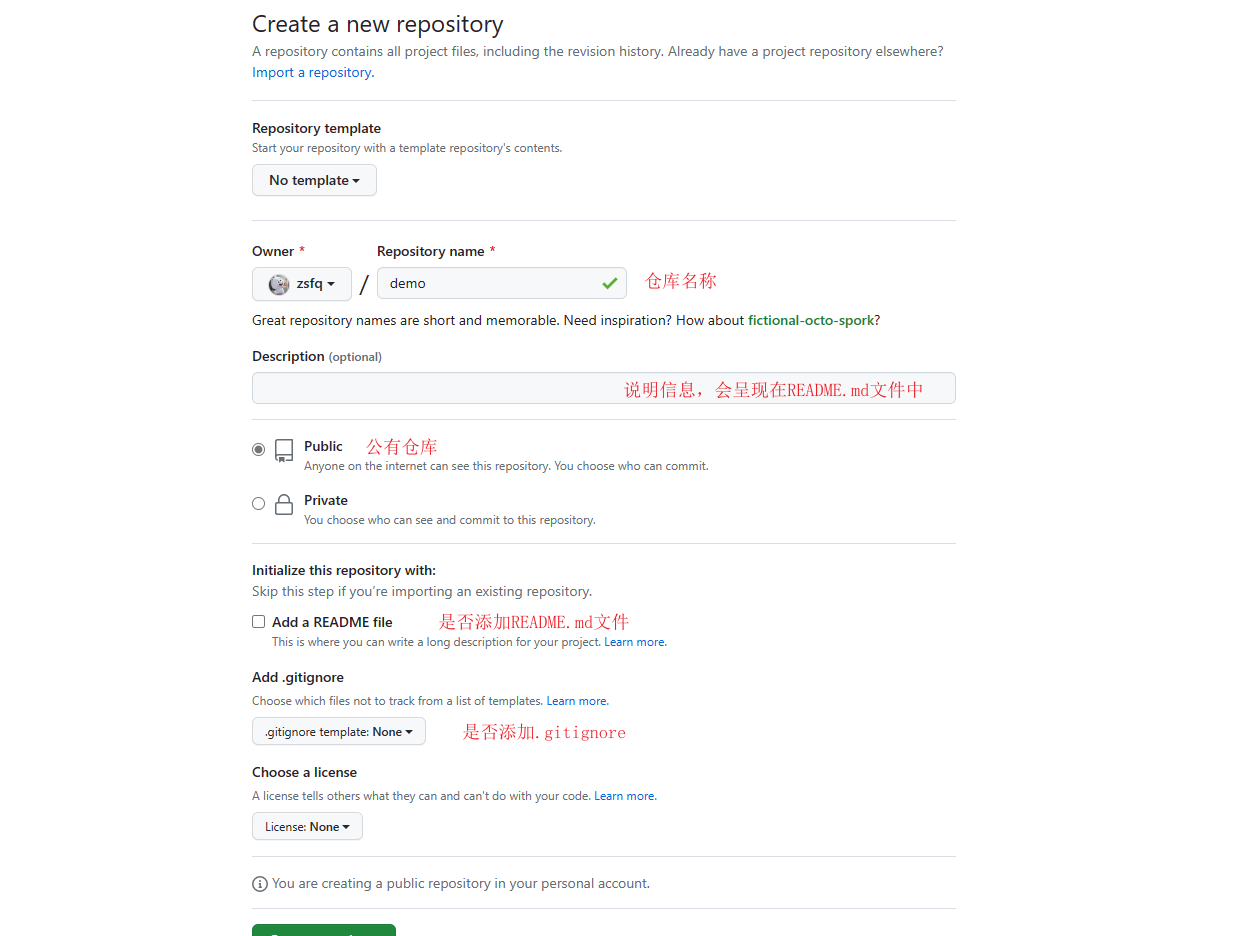 Create a new repository
A repository contains all project files, including the revision history. Already have a project repository elsewhere?
Import a repository.
Repository template
Start your repository with a template repository's contents.
No template
Owner * Repository name *
zsfq / demo 仓库名称
Great repository names are short and memorable. Need inspiration? How about fictional-octo-spork?
Description (optional)
说明信息，会呈现在README.md文件中
Public 公有仓库
Anyone on the internet can see this repository. You choose who can commit.
Private
You choose who can see and commit to this repository.
Initialize this repository with:
Skip this step if you're importing an existing repository.
Add a README file 是否添加README.md文件
This is where you can write a long description for your project. Learn more.
Add .gitignore
Choose which files not to track from a list of templates. Learn more.
.gitignore template: None 是否添加.gitignore
Choose a license
A license tells others what they can and can't do with your code. Learn more.
License: None
You are creating a public repository in your personal account.